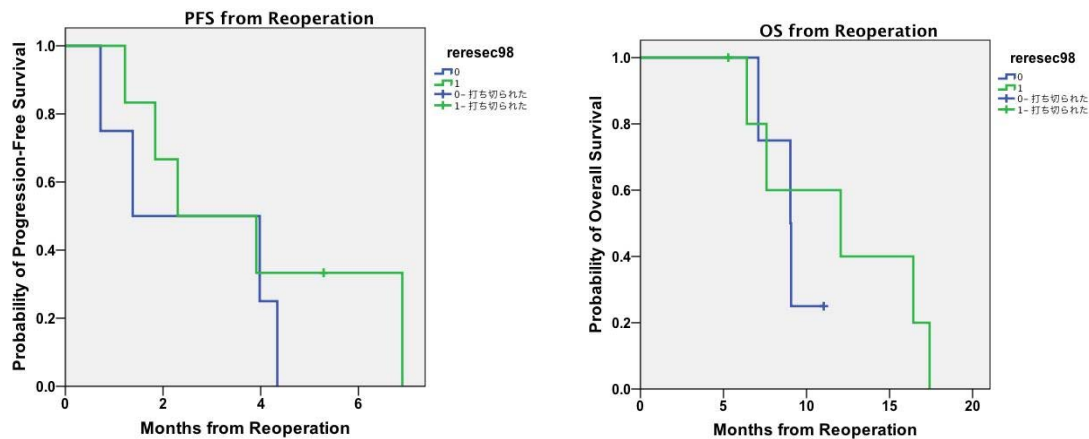 PFS from Reoperation
Probability of Progression-Free Survival
1.0
0.8
0.6
0.4
0.2
0.0
0 2 4 6
Months from Reoperation
reresec98
0
1
0- 打ち切られた
1- 打ち切られた
OS from Reoperation
Probability of Overall Survival
1.0
0.8
0.6
0.4
0.2
0.0
0 5 10 15 20
Months from Reoperation
reresec98
0
1
0- 打ち切られた
1- 打ち切られた